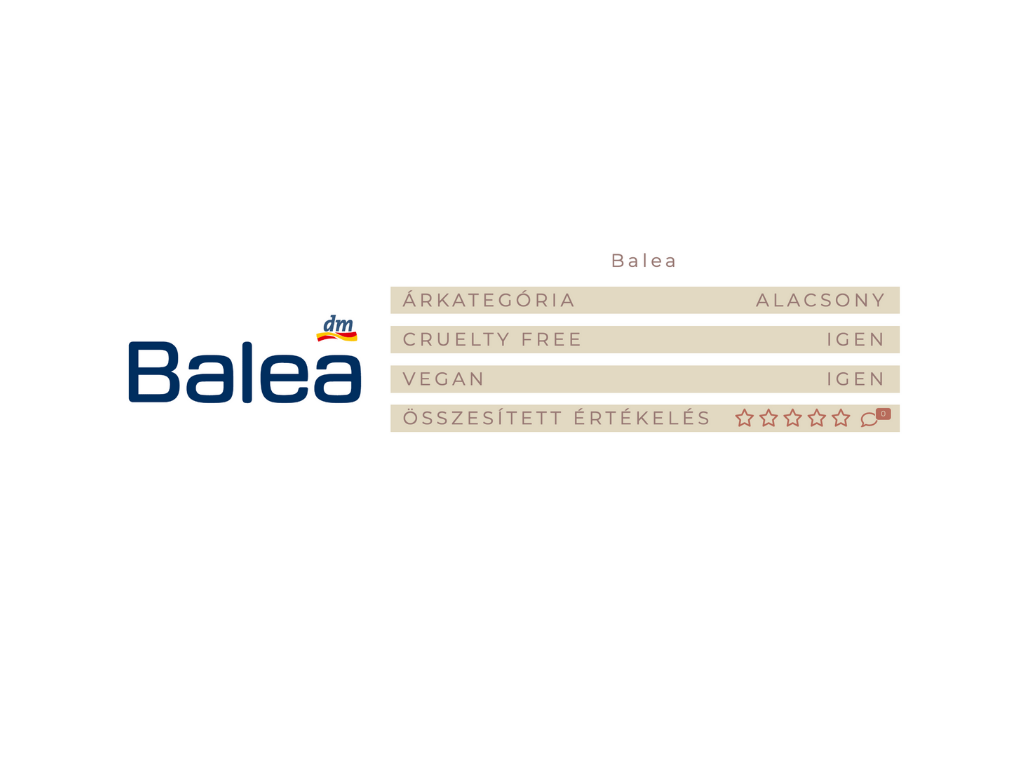 Balea
dm
Balea
ÁRKATEGÓRIA ALACSONY
CRUELTY FREE IGEN
VEGAN IGEN
ÖSSZESÍTETT ÉRTÉKELÉS 0